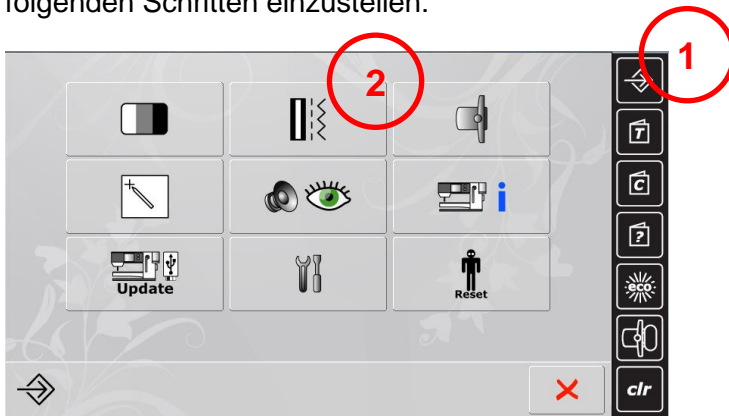 folgenden Schritten einzustellen:
1
2
T
C
?
i
eco
Update
Reset
clr